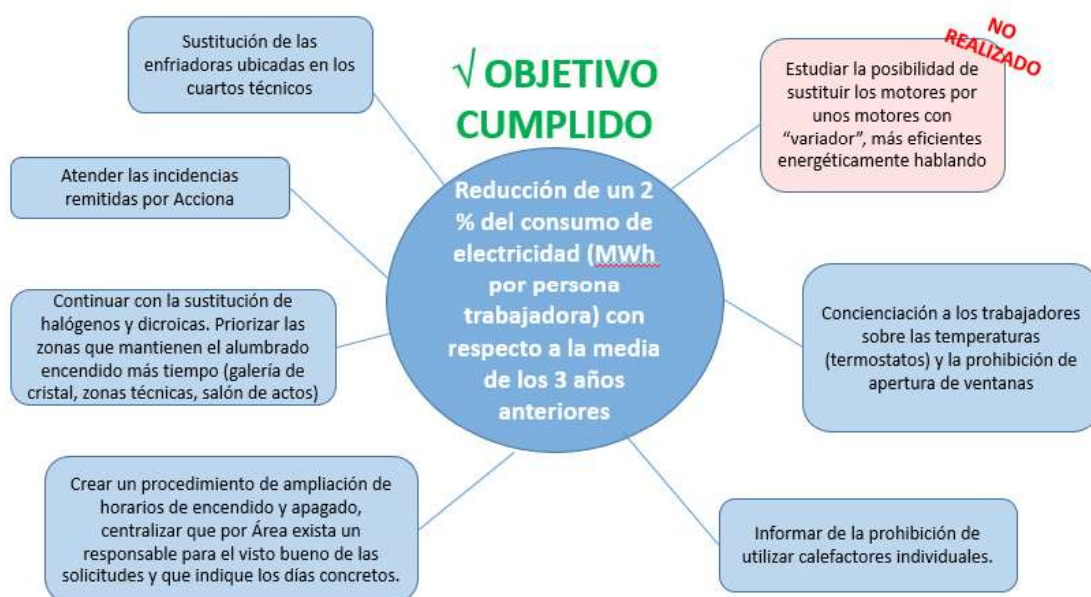 Sustitución de las
enfriadoras ubicadas en los
cuartos técnicos
√ OBJETIVO
CUMPLIDO
NO
REALIZADO
Estudiar la posibilidad de
sustituir los motores por
unos motores con
“variador”, más eficientes
energéticamente hablando
Atender las incidencias
remitidas por Acciona
Reducción de un 2
% del consumo de
electricidad (MWh
por persona
trabajadora) con
respecto a la media
de los 3 años
anteriores
Continuar con la sustitución de
halógenos y dicroicas. Priorizar las
zonas que mantienen el alumbrado
encendido más tiempo (galería de
cristal, zonas técnicas, salón de actos)
Concienciación a los trabajadores
sobre las temperaturas
(termostatos) y la prohibición de
apertura de ventanas
Crear un procedimiento de ampliación de
horarios de encendido y apagado,
centralizar que por Área exista un
responsable para el visto bueno de las
solicitudes y que indique los días concretos.
Informar de la prohibición de
utilizar calefactores individuales.